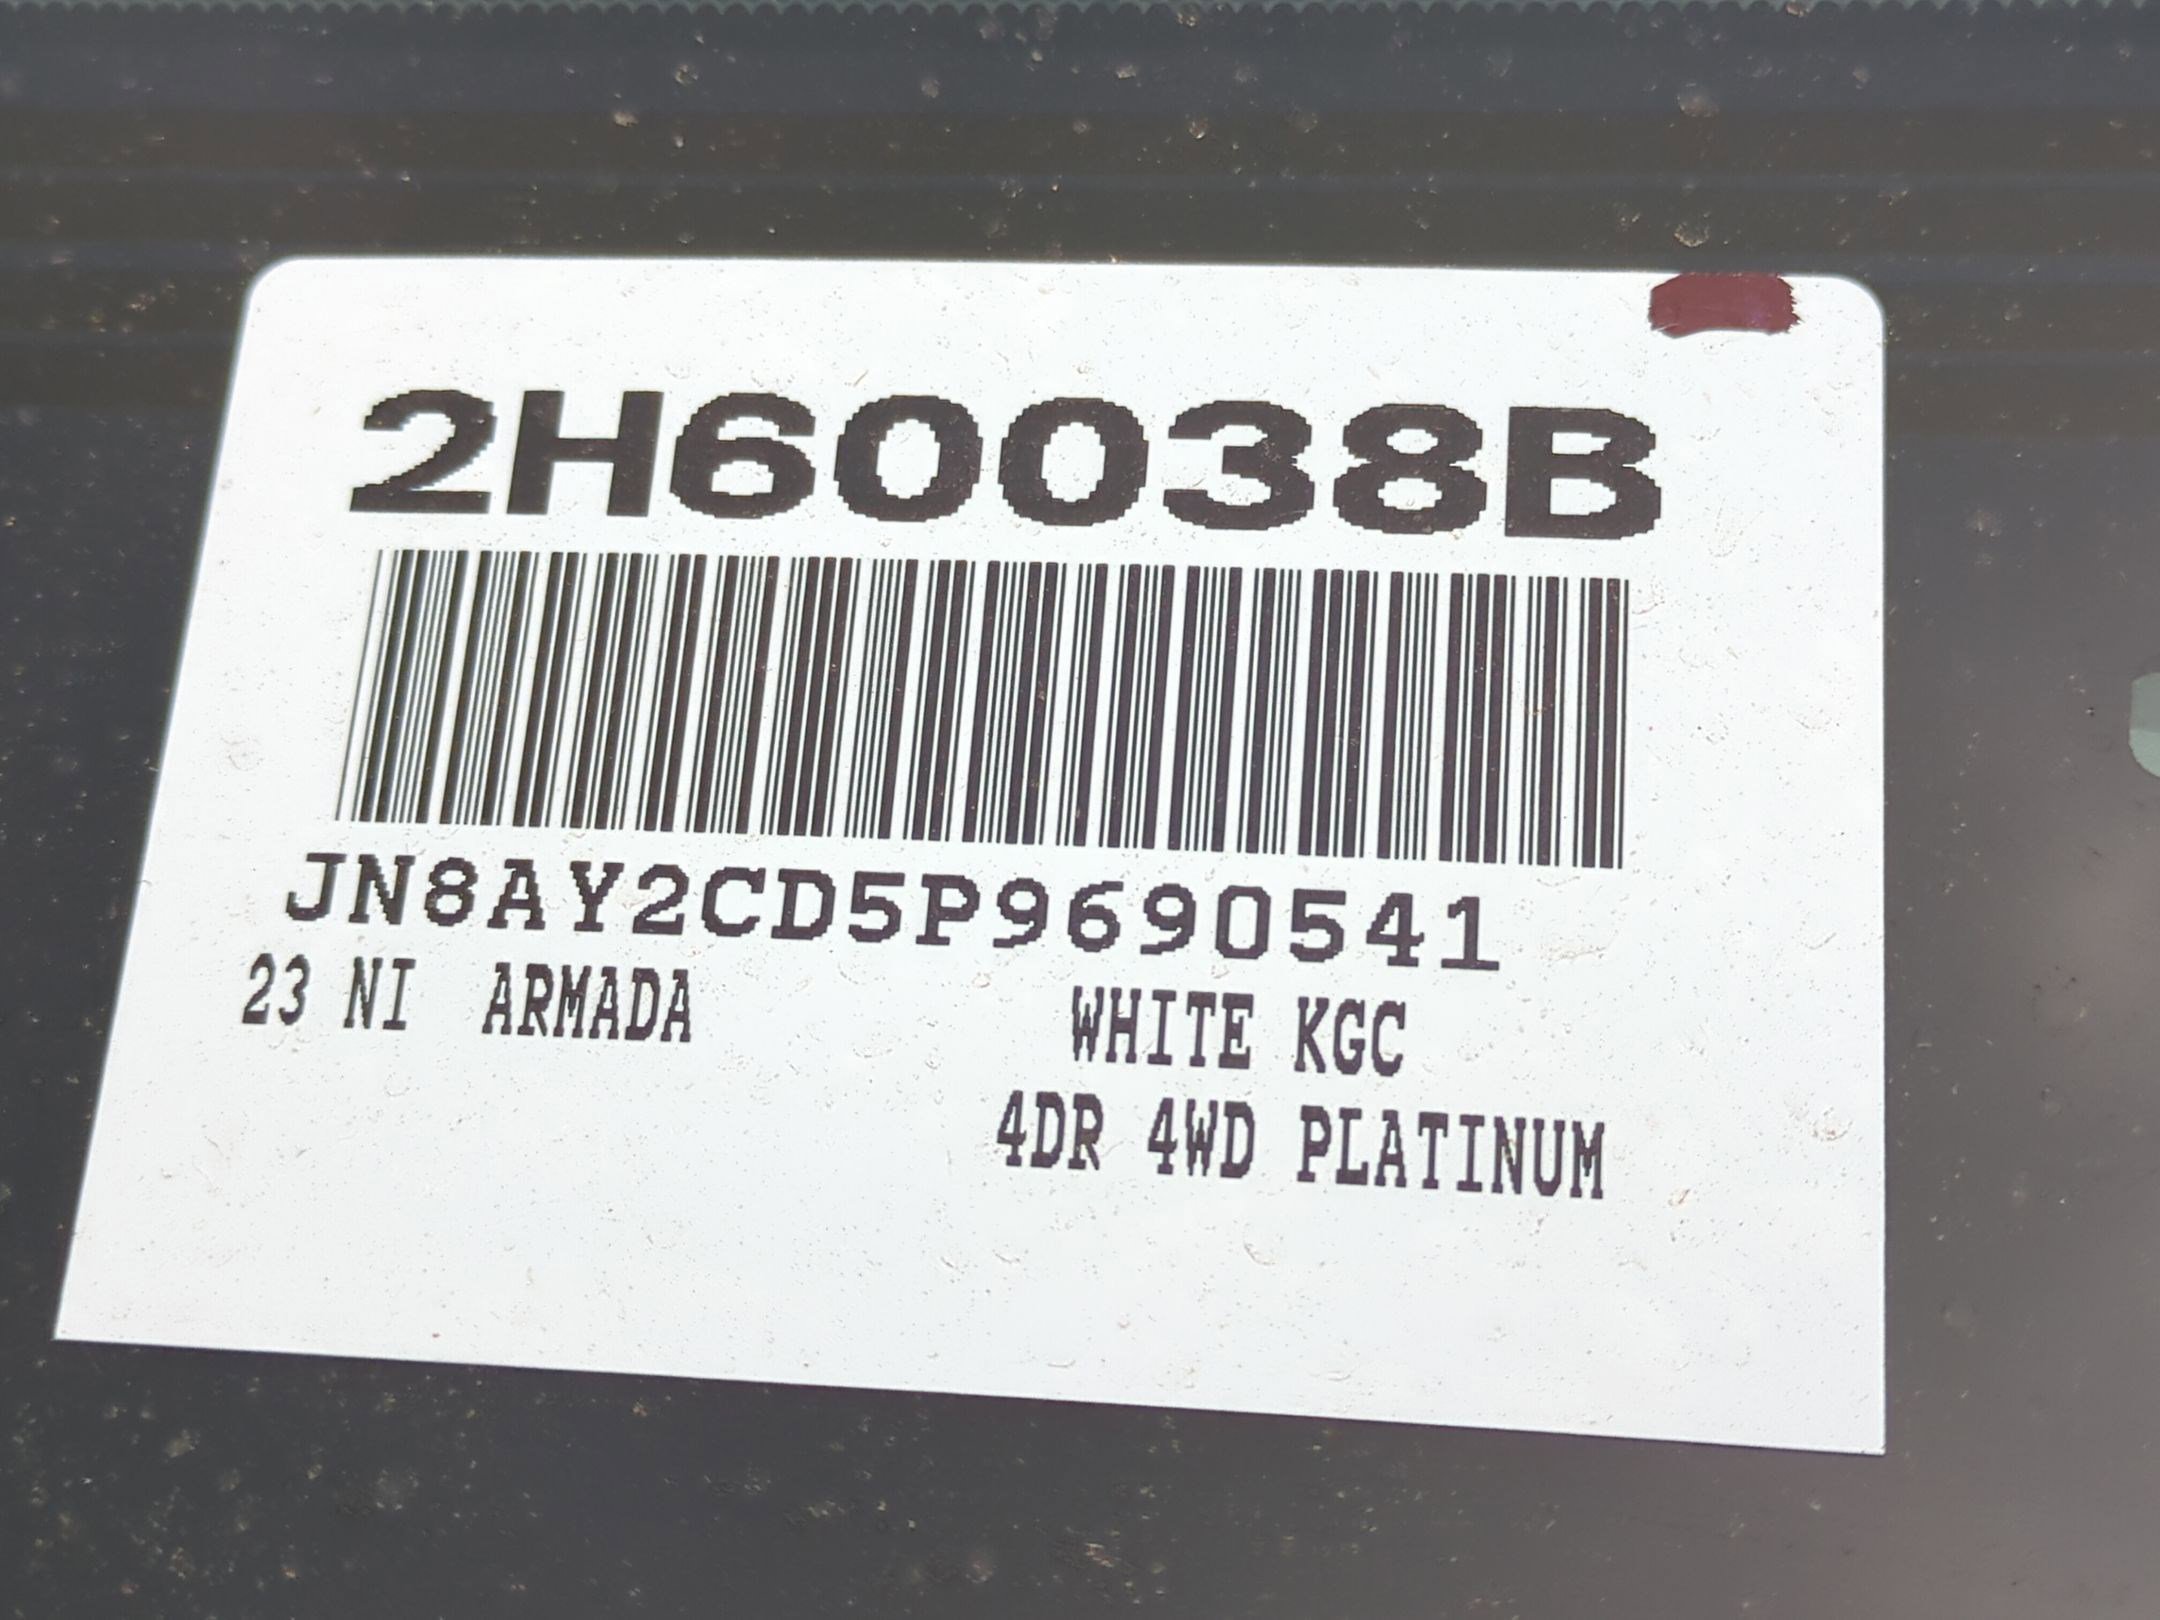 2H60038B
JN8AY2CD5P9690541
23 NI ARMADA WHITE KGC
4DR 4WD PLATINUM